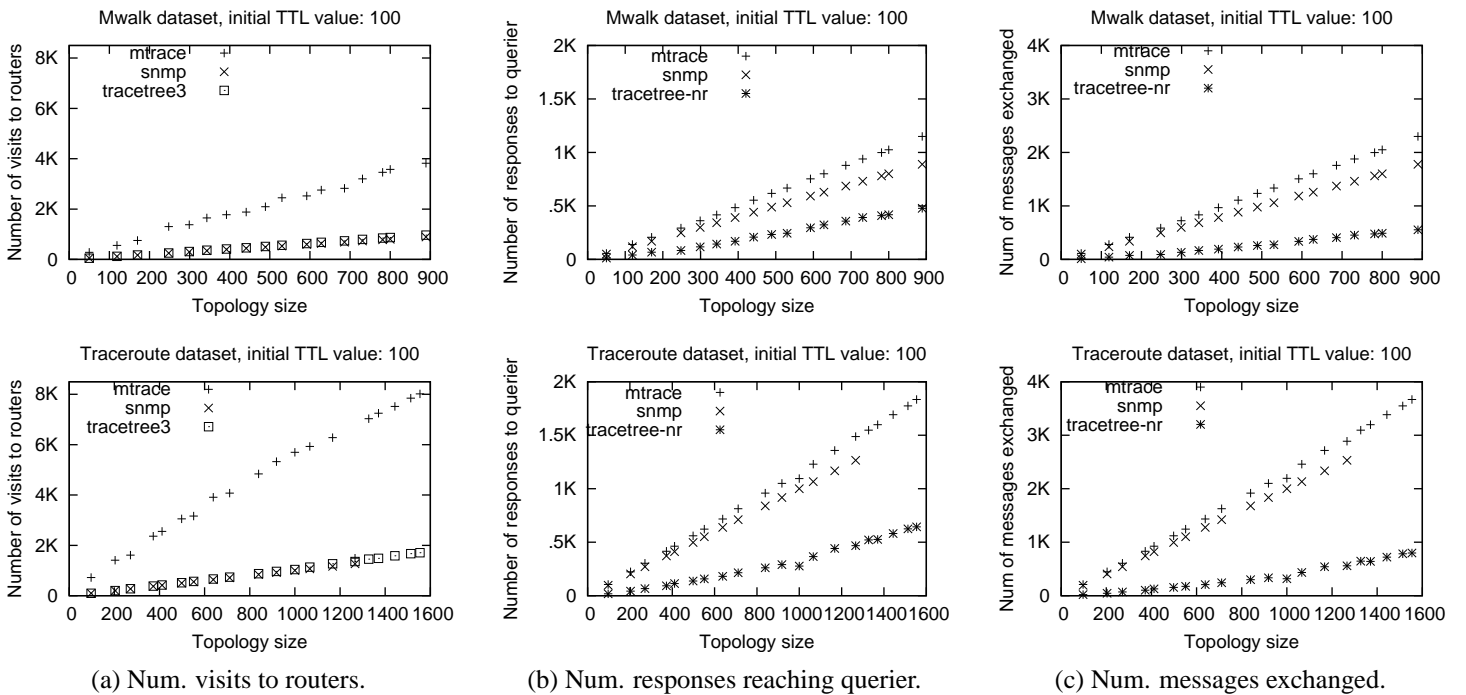 Mwalk dataset, initial TTL value: 100
Number of visits to routers
8K
6K
4K
2K
0
mtrace
snmp
tracetree3
0 100 200 300 400 500 600 700 800 900
Topology size
Mwalk dataset, initial TTL value: 100
Number of responses to querier
2K
1.5K
1K
.5K
0
mtrace
snmp
tracetree-nr
0 100 200 300 400 500 600 700 800 900
Topology size
Mwalk dataset, initial TTL value: 100
Num of messages exchanged
4K
3K
2K
1K
0
mtrace
snmp
tracetree-nr
0 100 200 300 400 500 600 700 800 900
Topology size
Traceroute dataset, initial TTL value: 100
Number of visits to routers
8K
6K
4K
2K
0
mtrace
snmp
tracetree3
0 200 400 600 800 1000 1200 1400 1600
Topology size
Traceroute dataset, initial TTL value: 100
Number of responses to querier
2K
1.5K
1K
.5K
0
mtrace
snmp
tracetree-nr
0 200 400 600 800 1000 1200 1400 1600
Topology size
Traceroute dataset, initial TTL value: 100
Num of messages exchanged
4K
3K
2K
1K
0
mtrace
snmp
tracetree-nr
0 200 400 600 800 1000 1200 1400 1600
Topology size
(a) Num. visits to routers.
(b) Num. responses reaching querier.
(c) Num. messages exchanged.